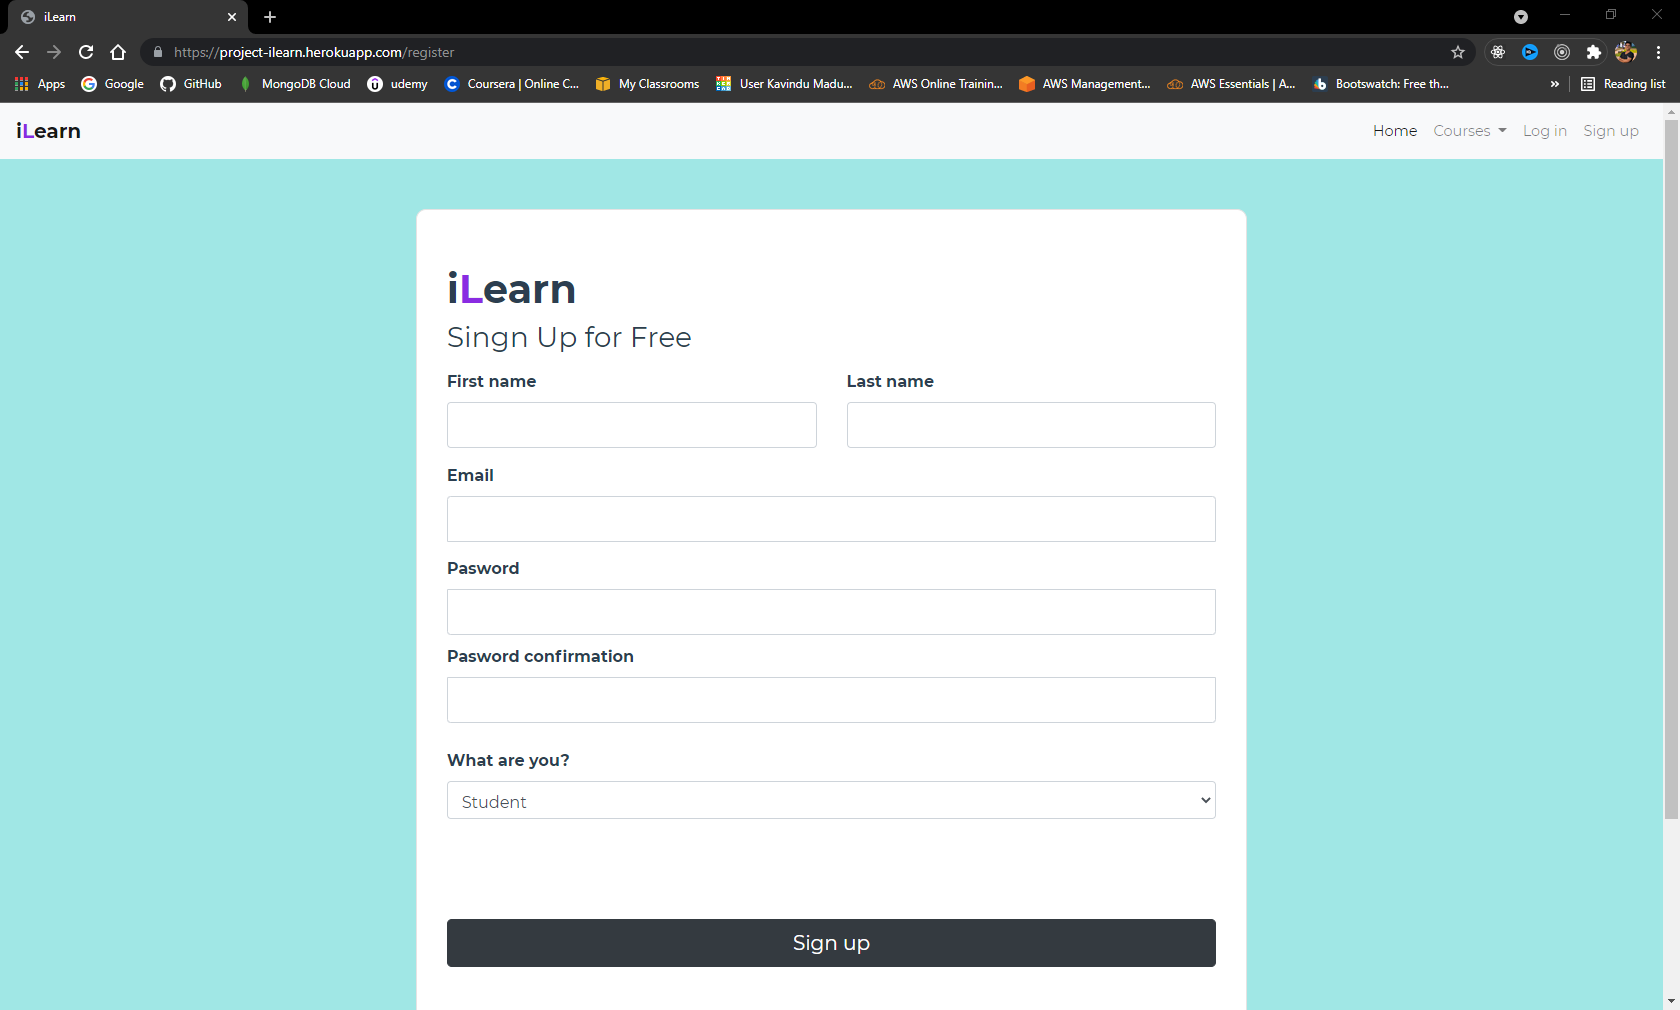 iLearn
https://project-ilearn.herokuapp.com/register
Apps Google GitHub MongoDB Cloud udemy Coursera | Online C... My Classrooms User Kavindu Madu... AWS Online Trainin... AWS Management... AWS Essentials | A... Bootswatch: Free th... » Reading list
iLearn Home Courses Log in Sign up
iLearn
Singn Up for Free
First name Last name
Email
Pasword
Pasword confirmation
What are you?
Student
Sign up